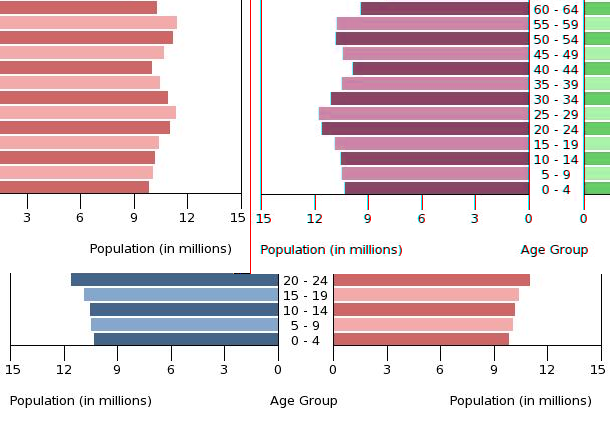 60 - 64
55 - 59
50 - 54
45 - 49
40 - 44
35 - 39
30 - 34
25 - 29
20 - 24
15 - 19
10 - 14
5 - 9
0 - 4
3 6 9 12 15 15 12 9 6 3 0 0
Population (in millions) Population (in millions) Age Group
20 - 24
15 - 19
10 - 14
5 - 9
0 - 4
15 12 9 6 3 0 0 3 6 9 12 15
Population (in millions) Age Group Population (in millions)